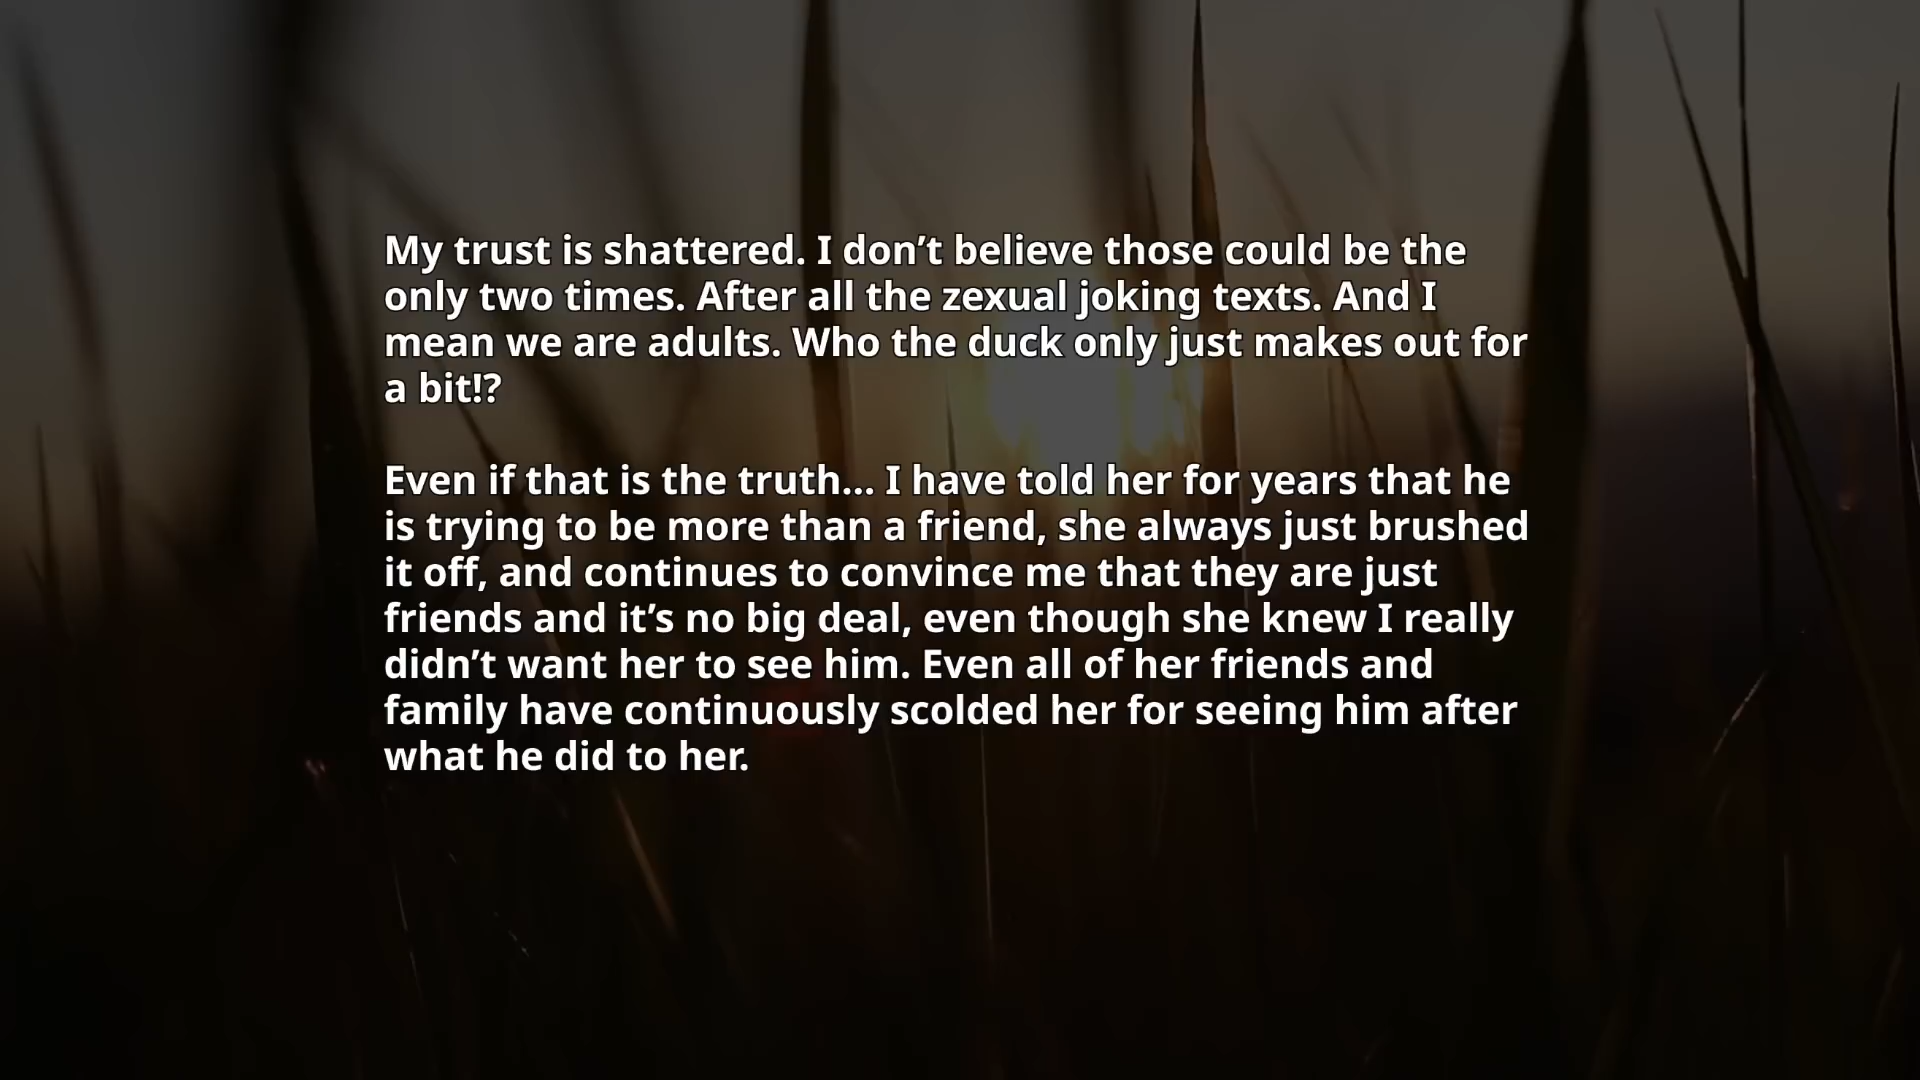 My trust is shattered. I don’t believe those could be the
only two times. After all the zexual joking texts. And I
mean we are adults. Who the duck only just makes out for
a bit!?
Even if that is the truth... I have told her for years that he
is trying to be more than a friend, she always just brushed
it off, and continues to convince me that they are just
friends and it’s no big deal, even though she knew I really
didn’t want her to see him. Even all of her friends and
family have continuously scolded her for seeing him after
what he did to her.